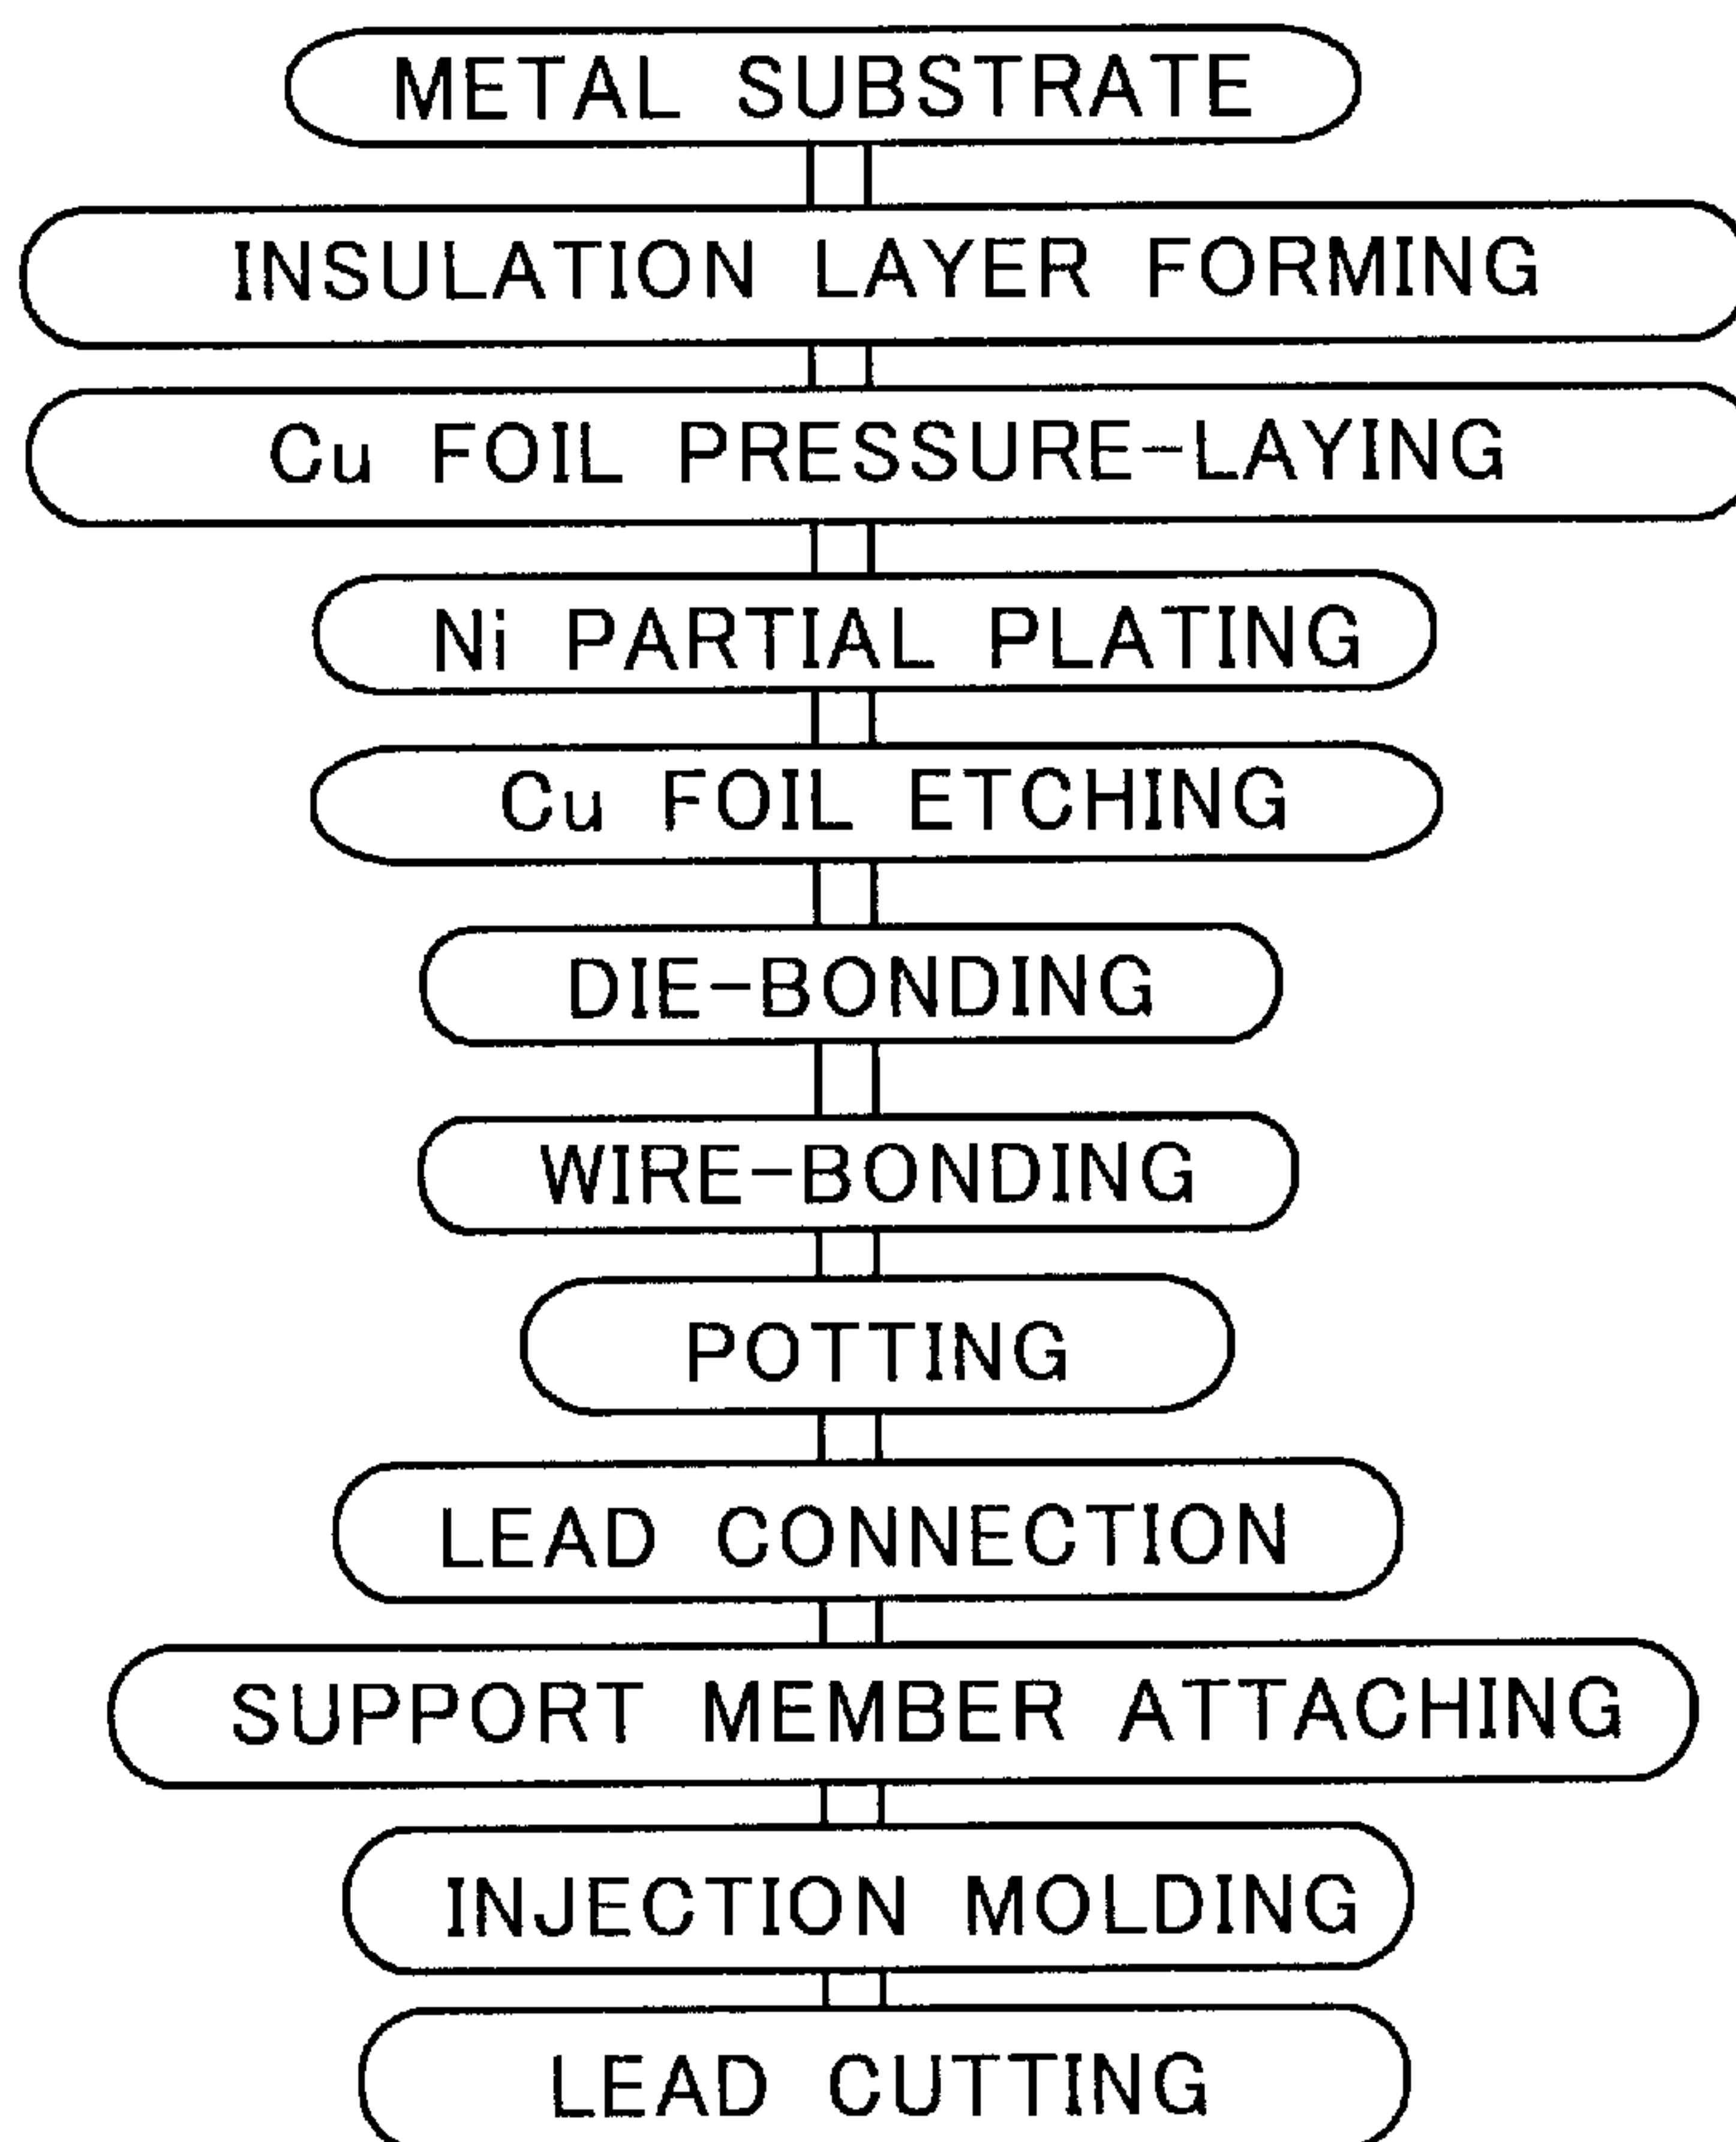 METAL SUBSTRATE
INSULATION LAYER FORMING
Cu FOIL PRESSURE-LAYING
Ni PARTIAL PLATING
Cu FOIL ETCHING
DIE-BONDING
WIRE-BONDING
POTTING
LEAD CONNECTION
SUPPORT MEMBER ATTACHING
INJECTION MOLDING
LEAD CUTTING